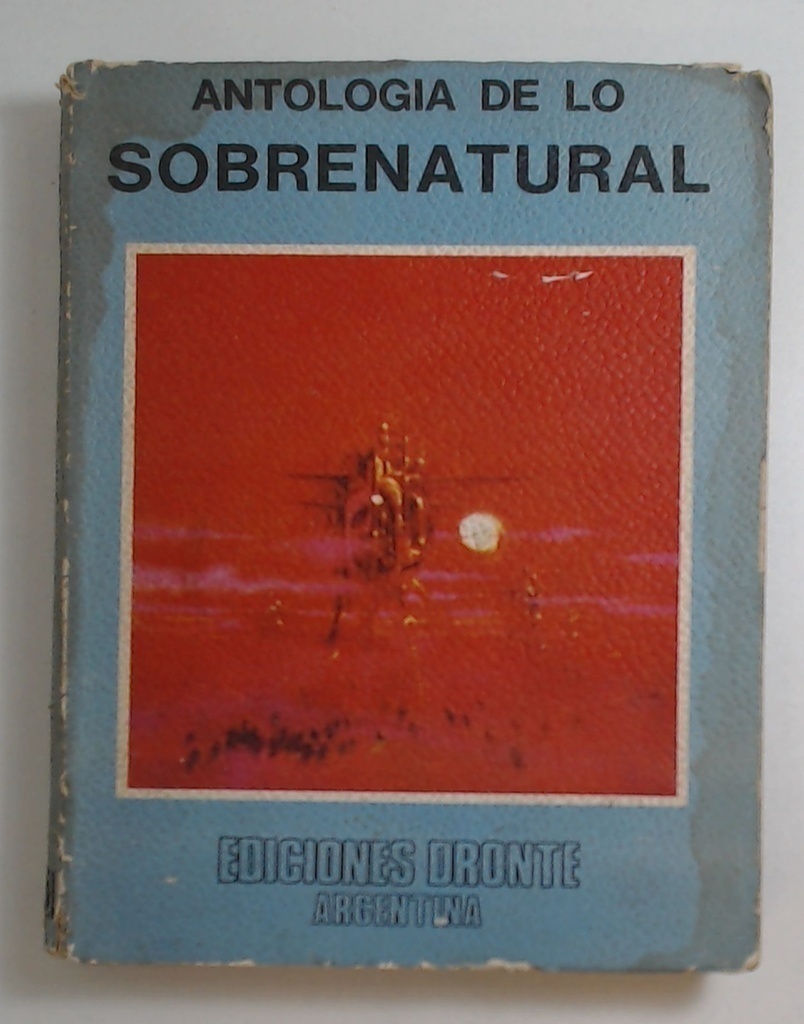 ANTOLOGIA DE LO
SOBRENATURAL
EDICIONES DRONTE
ARGENTINA